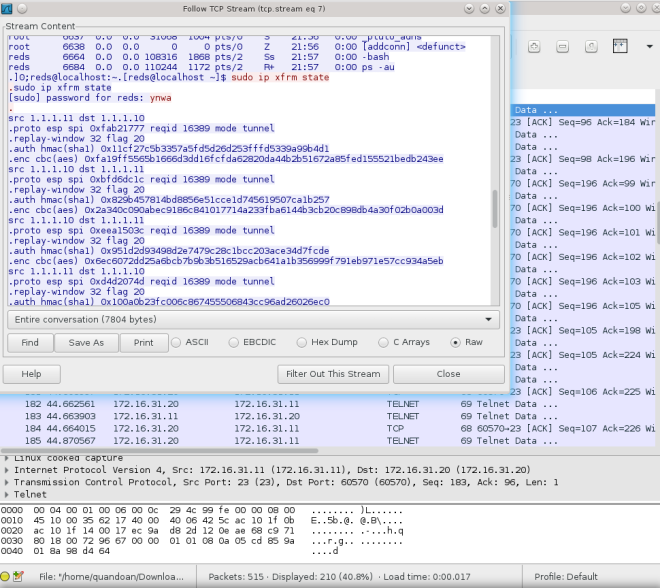 Follow TCP Stream (tcp.stream eq 7)
Stream Content
root 6637 0.0 0.0 31068 1004 pts/0 S 21:56 0:00 _pluto_adns
root 6638 0.0 0.0 0 0 pts/0 Z 21:56 0:00 [addconn] <defunct>
reds 6664 0.0 0.0 108316 1868 pts/2 Ss 21:57 0:00 -bash
reds 6684 0.0 0.0 110244 1172 pts/2 R+ 21:57 0:00 ps -au
.]0;reds@localhost:~.[reds@localhost ~]$ sudo ip xfrm state
.sudo ip xfrm state
[sudo] password for reds: ynwa
.
src 1.1.1.11 dst 1.1.1.10
.proto esp spi 0xfab21777 reqid 16389 mode tunnel
.replay-window 32 flag 20
.auth hmac(sha1) 0x11cf27c5b3357a5fd5d26d253fffd5339a99b4d1
.enc cbc(aes) 0xfa19ff5565b1666d3dd16fcfda62820da44b2b51672a85fed155521bedb243ee
src 1.1.1.10 dst 1.1.1.11
.proto esp spi 0xbfd6dc1c reqid 16389 mode tunnel
.replay-window 32 flag 20
.auth hmac(sha1) 0x829b457814bd8856e51cce1d745619507ca1b257
.enc cbc(aes) 0x2a340c090abec9186c841017714a233fba6144b3cb20c898db4a30f02b0a003d
src 1.1.1.10 dst 1.1.1.11
.proto esp spi 0xeea1503c reqid 16389 mode tunnel
.replay-window 32 flag 20
.auth hmac(sha1) 0x951d2d93498d2e7479c28c1bcc203ace34d7fcde
.enc cbc(aes) 0x6ec6072dd25a6bcb7b9b3b516529acb641a1b356999f791eb971e57cc934a5eb
src 1.1.1.11 dst 1.1.1.10
.proto esp spi 0xd4d2074d reqid 16389 mode tunnel
.replay-window 32 flag 20
.auth hmac(sha1) 0x100a0b23fc006c867455506843cc96ad26026ec0
Entire conversation (7804 bytes)
Find Save As Print ASCII EBCDIC Hex Dump C Arrays Raw
Help Filter Out This Stream Close
Data ...
23 [ACK] Seq=96 Ack=184 Wir
Data ...
23 [ACK] Seq=98 Ack=196 Wir
Data ...
70 [ACK] Seq=196 Ack=99 Wir
Data ...
70 [ACK] Seq=196 Ack=100 Wi
Data ...
70 [ACK] Seq=196 Ack=101 Wi
Data ...
70 [ACK] Seq=196 Ack=102 Wi
Data ...
70 [ACK] Seq=196 Ack=103 Wi
Data ...
70 [ACK] Seq=196 Ack=105 Wi
Data ...
23 [ACK] Seq=105 Ack=198 Wi
Data ...
23 [ACK] Seq=105 Ack=224 Wi
Data ...
23 [ACK] Seq=106 Ack=225 Wi
182 44.662561 172.16.31.20 172.16.31.11 TELNET 69 Telnet Data ...
183 44.663903 172.16.31.11 172.16.31.20 TELNET 69 Telnet Data ...
184 44.664015 172.16.31.20 172.16.31.11 TCP 68 60570→23 [ACK] Seq=107 Ack=226 Wi
185 44.870567 172.16.31.20 172.16.31.11 TELNET 69 Telnet Data ...
Linux cooked capture
Internet Protocol Version 4, Src: 172.16.31.11 (172.16.31.11), Dst: 172.16.31.20 (172.16.31.20)
Transmission Control Protocol, Src Port: 23 (23), Dst Port: 60570 (60570), Seq: 183, Ack: 96, Len: 1
Telnet
0000 00 04 00 01 00 06 00 0c 29 4c 99 fe 00 00 08 00 ........ )L......
0010 45 10 00 35 62 17 40 00 40 06 42 5c ac 10 1f 0b E..5b.@. @.B\....
0020 ac 10 1f 14 00 17 ec 9a d8 2d 12 0e ae 68 c9 71 ........ .-...h.q
0030 80 18 00 72 96 67 00 00 01 01 08 0a 05 cd 85 9a ...r.g.. ........
0040 01 8a 98 d4 64 ....d
File: "/home/quandoan/Downloa... Packets: 515 · Displayed: 210 (40.8%) · Load time: 0:00.017 Profile: Default